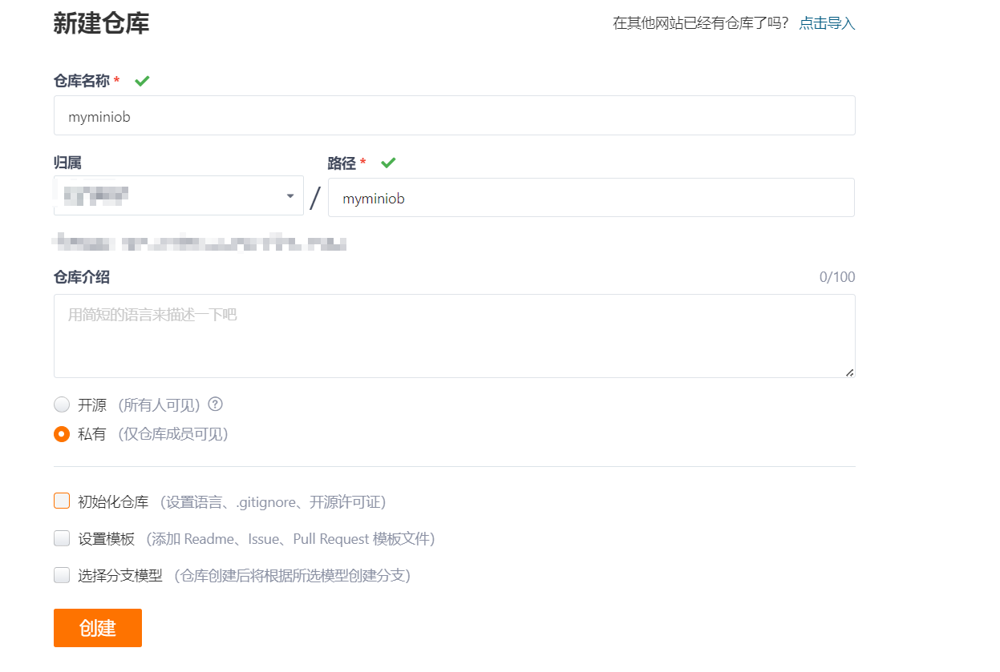 新建仓库
在其他网站已经有仓库了吗？ 点击导入
仓库名称 *
myminiob
归属
路径 *
/
myminiob
仓库介绍
0/100
用简短的语言来描述一下吧
开源 (所有人可见) ?
私有 (仅仓库成员可见)
初始化仓库 (设置语言、.gitignore、开源许可证)
设置模板 (添加 Readme、Issue、Pull Request 模板文件)
选择分支模型 (仓库创建后将根据所选模型创建分支)
创建